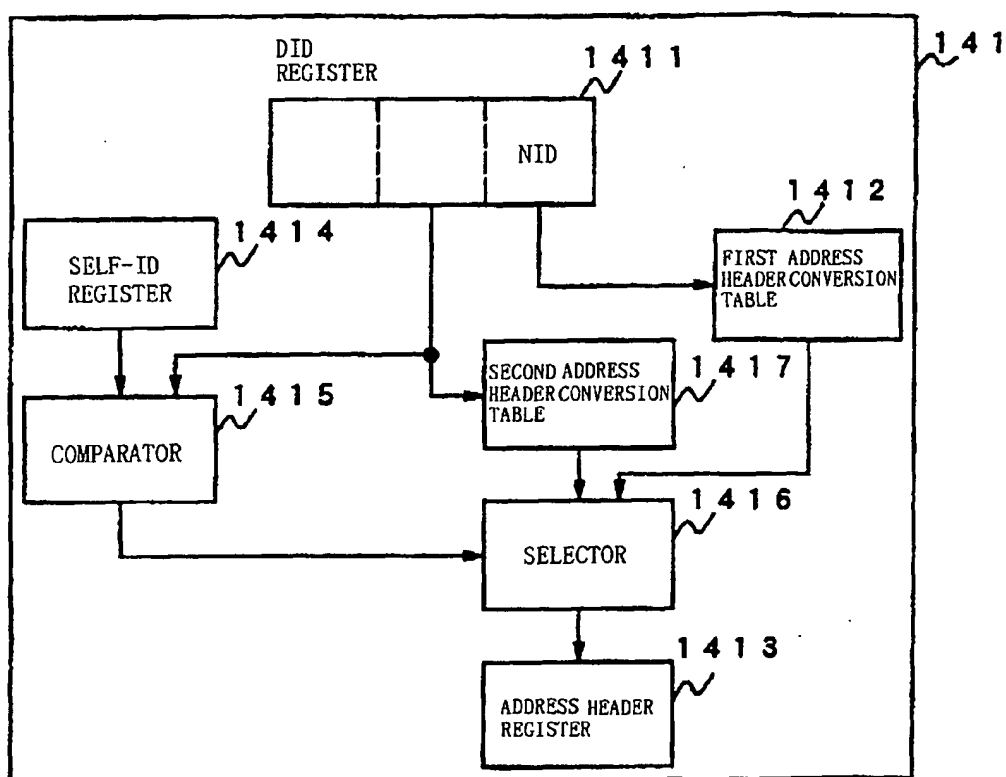 DID
REGISTER
1411
141
NID
1412
1414
SELF-ID
REGISTER
FIRST ADDRESS
HEADER CONVERSION
TABLE
1415
COMPARATOR
SECOND ADDRESS
HEADER CONVERSION
TABLE
1417
1416
SELECTOR
1413
ADDRESS HEADER
REGISTER